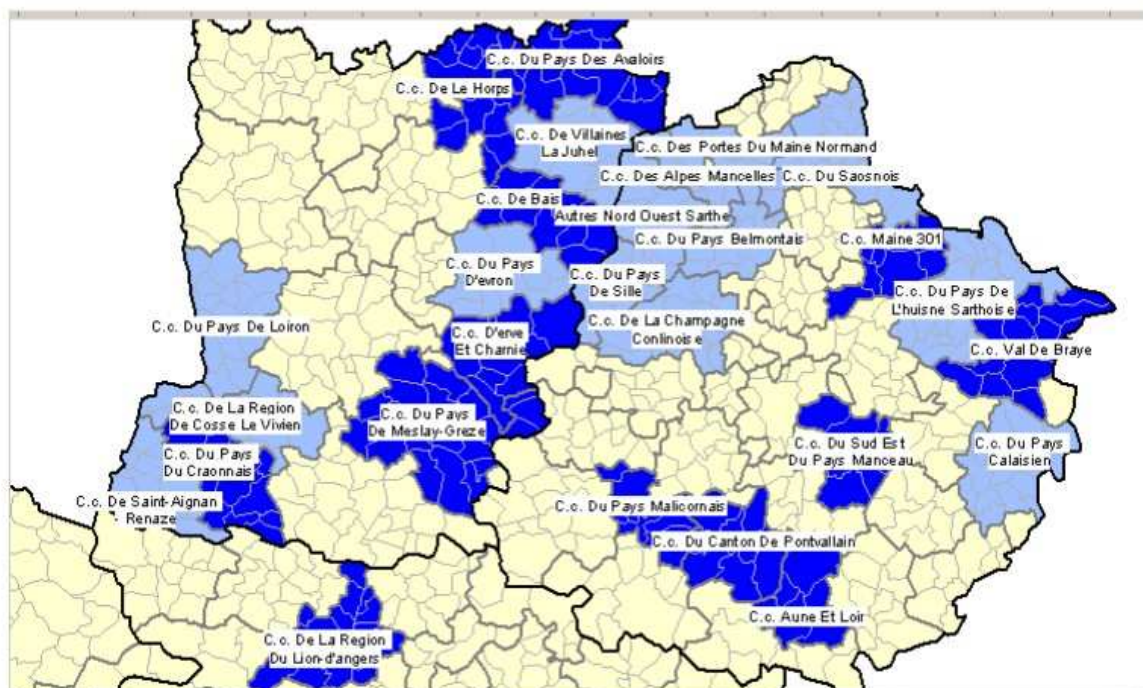 C.c. Du Pays Des Avaloirs
C.c. De Le Horps
C.c. De Villaines
La Juhel
C.c. Des Portes Du Maine Normand
C.c. Des Alpes Mancelles
C.c. Du Saosnois
C.c. De Bais
Autres Nord Ouest Sarthe
C.c. Du Pays Belmontais
C.c. Maine 301
C.c. Du Pays
D'evron
C.c. Du Pays
De Sille
C.c. Du Pays De
L'huisne Sarthoise
C.c. Du Pays De Loiron
C.c. D'erve
Et Charnie
C.c. De La Champagne
Conlinoise
C.c. Val De Braye
C.c. De La Region
De Cosse Le Vivien
C.c. Du Pays
De Meslay-Greze
C.c. Du Pays
Du Craonnais
C.c. Du Sud Est
Du Pays Manceau
C.c. Du Pays
Calaisien
C.c. De Saint-Aignan
- Renaze
C.c. Du Pays Malicornais
C.c. Du Canton De Pontvallain
C.c. Aune Et Loir
C.c. De La Region
Du Lion-d'angers